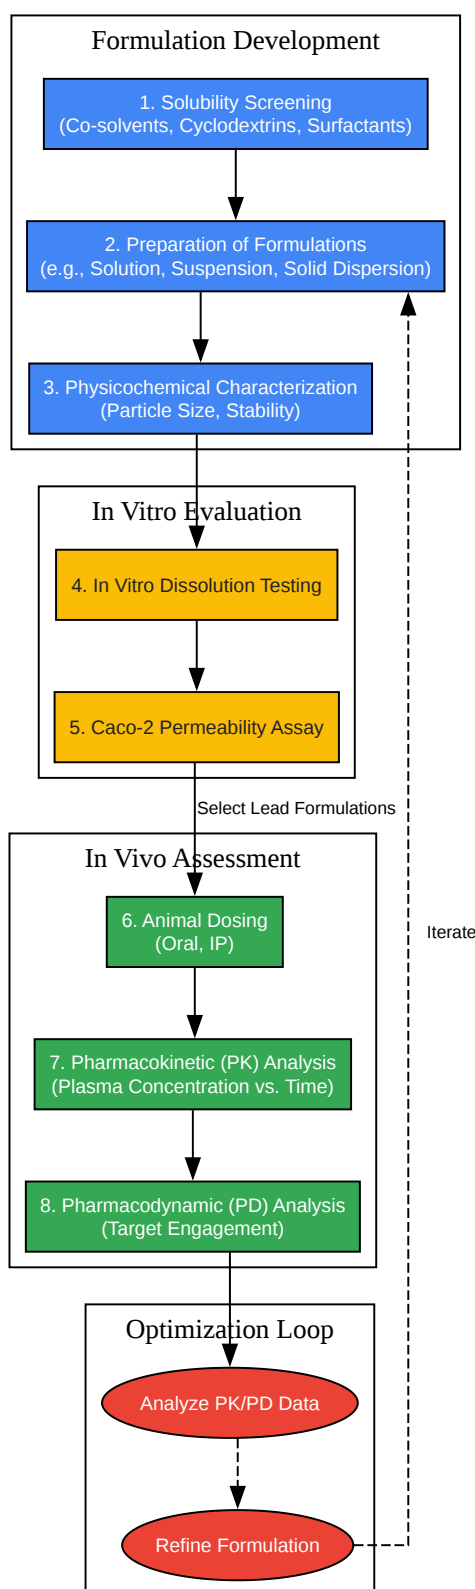 Formulation Development
1. Solubility Screening
(Co-solvents, Cyclodextrins, Surfactants)
2. Preparation of Formulations
(e.g., Solution, Suspension, Solid Dispersion)
3. Physicochemical Characterization
(Particle Size, Stability)
In Vitro Evaluation
4. In Vitro Dissolution Testing
5. Caco-2 Permeability Assay
Select Lead Formulations
In Vivo Assessment
6. Animal Dosing
(Oral, IP)
Iterate
7. Pharmacokinetic (PK) Analysis
(Plasma Concentration vs. Time)
8. Pharmacodynamic (PD) Analysis
(Target Engagement)
Optimization Loop
Analyze PK/PD Data
Refine Formulation